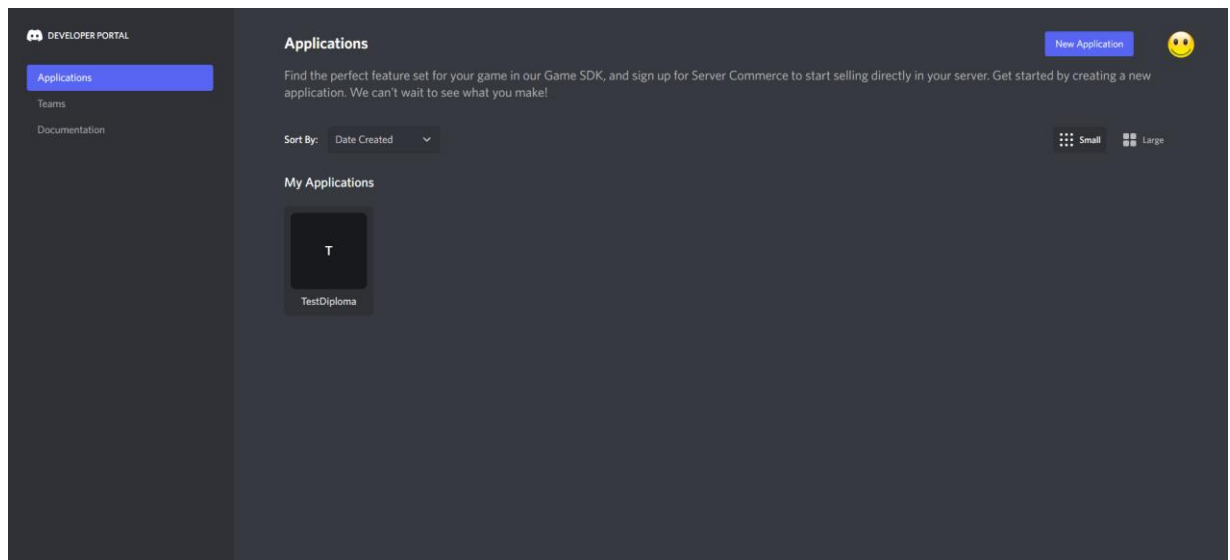 DEVELOPER PORTAL
Applications
Teams
Documentation
Applications
New Application
Find the perfect feature set for your game in our Game SDK, and sign up for Server Commerce to start selling directly in your server. Get started by creating a new
application. We can't wait to see what you make!
Sort By: Date Created
Small Large
My Applications
T
TestDiploma